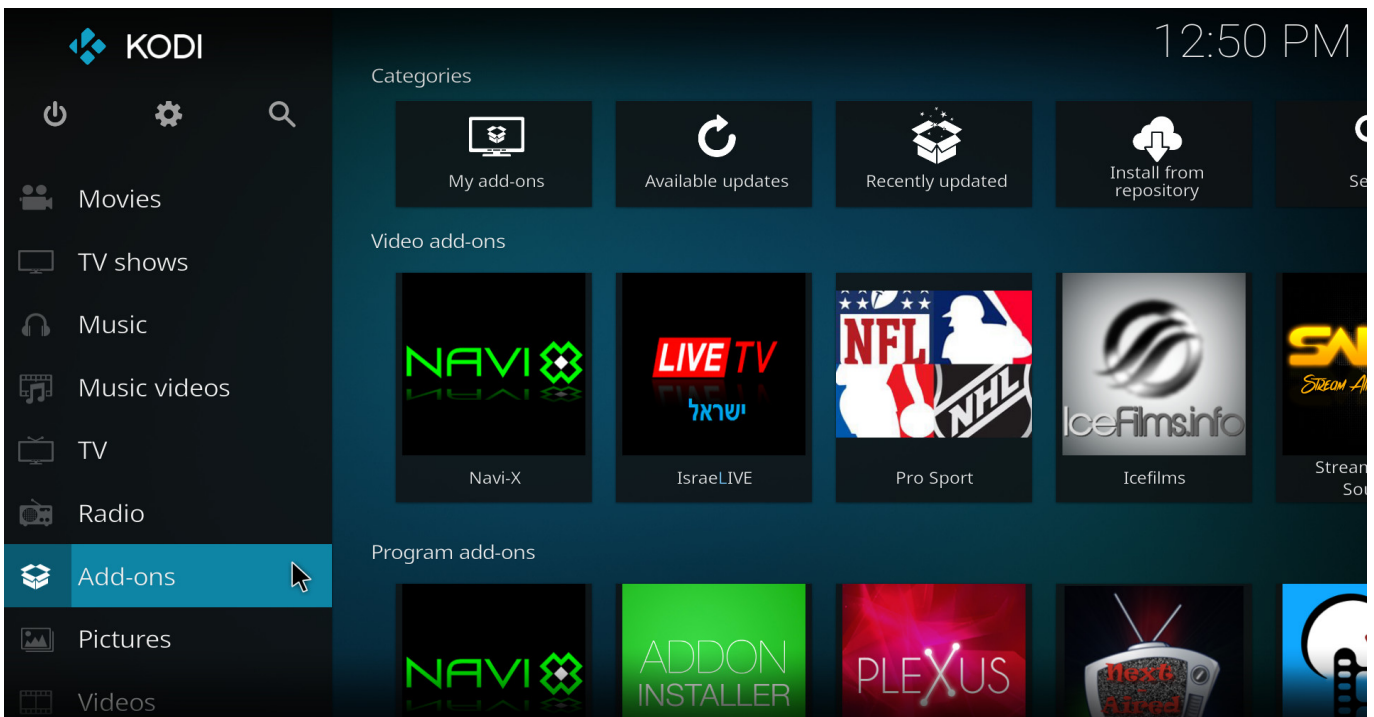 KODI
12:50 PM
Categories
My add-ons
Available updates
Recently updated
Install from
repository
Movies
TV shows
Music
Music videos
TV
Radio
Add-ons
Pictures
Videos
Video add-ons
NAVI
LIVE TV
ישראל
NFL
NHL
IceFilms.info
Navi-X
IsraeLIVE
Pro Sport
Icefilms
Program add-ons
NAVI
ADDON
INSTALLER
PLEXUS
Next
Aired